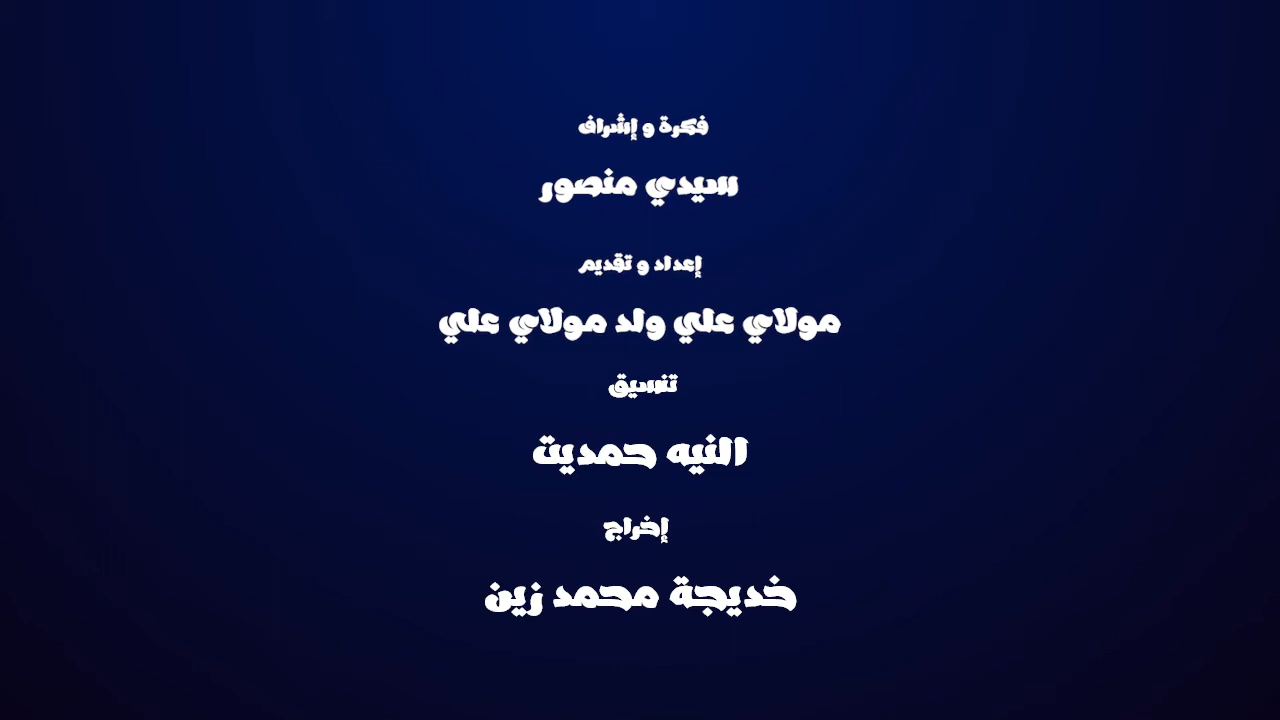 فكرة و إشراف
سيدي منصور
إعداد و تقديم
مولاي علي ولد مولاي علي
تنسيق
النيه حمديت
إخراج
خديجة محمد زين